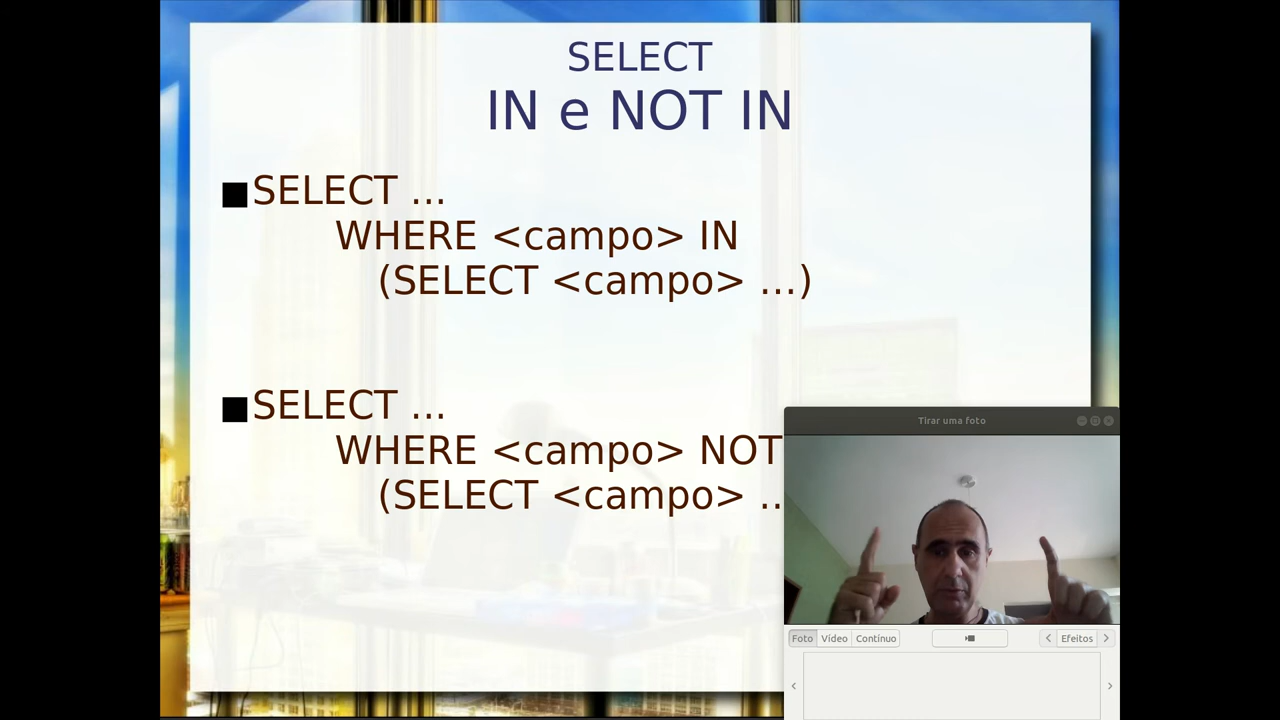 SELECT
IN e NOT IN
■SELECT ...
WHERE <campo> IN
(SELECT <campo> ...)
■SELECT ...
WHERE <campo> NOT
(SELECT <campo> ..
Tirar uma foto
Foto Vídeo Contínuo Efeitos